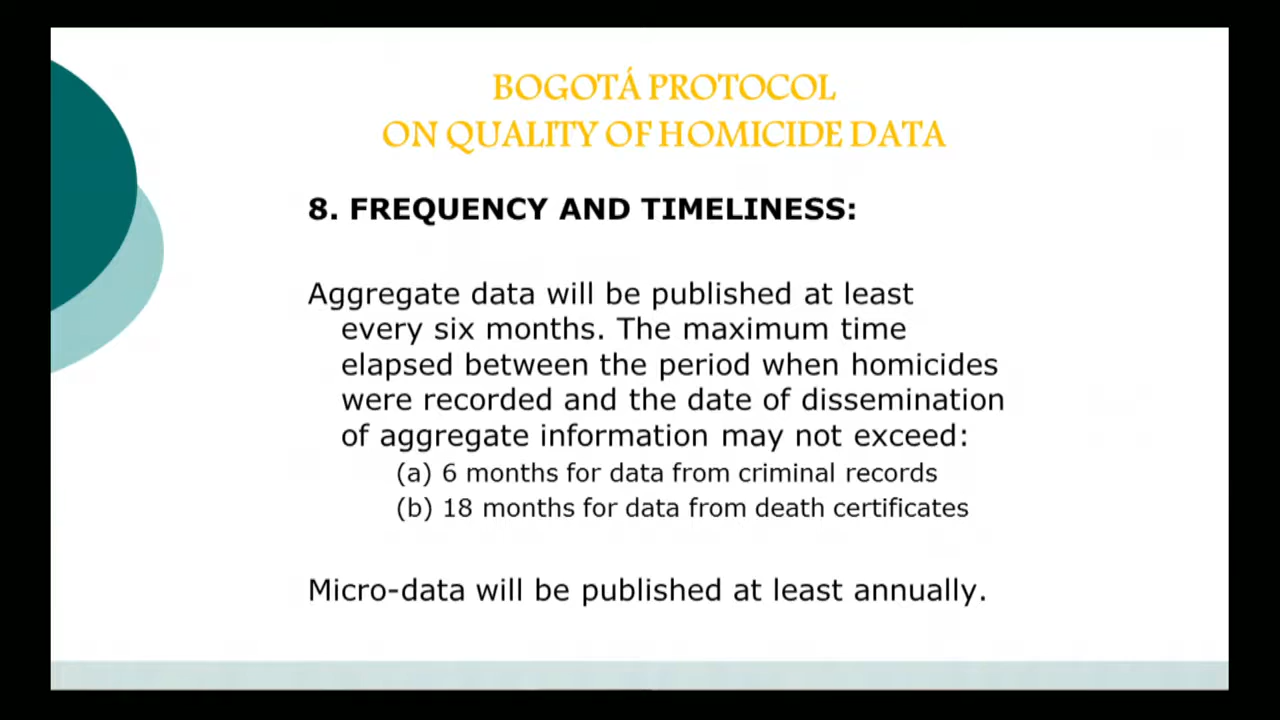 BOGOTÁ PROTOCOL
ON QUALITY OF HOMICIDE DATA
8. FREQUENCY AND TIMELINESS:
Aggregate data will be published at least
every six months. The maximum time
elapsed between the period when homicides
were recorded and the date of dissemination
of aggregate information may not exceed:
(a) 6 months for data from criminal records
(b) 18 months for data from death certificates
Micro-data will be published at least annually.